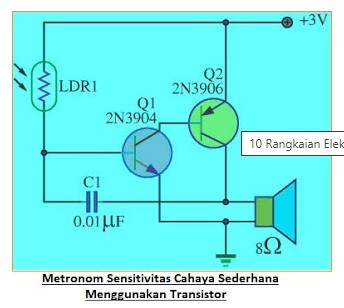 +3V
LDR1
Q2
2N3906
Q1
2N3904
10 Rangkaian Elek
C1
0.01µF
8Ω
Metronom Sensitivitas Cahaya Sederhana
Menggunakan Transistor